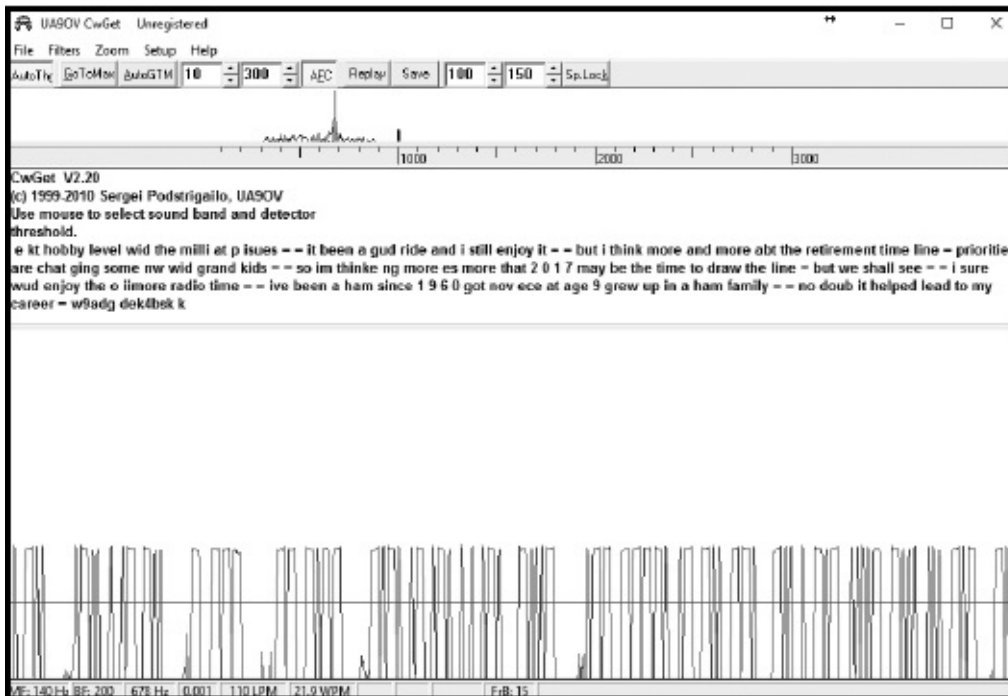 UA9OV CwGet Unregistered
File Filters Zoom Setup Help
AutoThr GoToMax AutoGTM 10 300 AFC Replay Save 100 150 Sp.Lock
1000 2000 3000
CwGet V2.20
(c) 1999-2010 Sergei Podstrigailo, UA9OV
Use mouse to select sound band and detector
threshold.
e kt hobby level wid the milli at p isues – – it been a gud ride and i still enjoy it – – but i think more and more abt the retirement time line – prioritie
are chat ging some nw wid grand kids – – so im thinke ng more es more that 2 0 1 7 may be the time to draw the line – but we shall see – – i sure
wud enjoy the o iimore radio time – – ive been a ham since 1 9 6 0 got nov ece at age 9 grew up in a ham family – – no doub it helped lead to my
career – w9adg dek4bsk k
MF: 140 Hz BF: 200 678 Hz 0.001 110 LPM 21.9 WPM FrB: 15